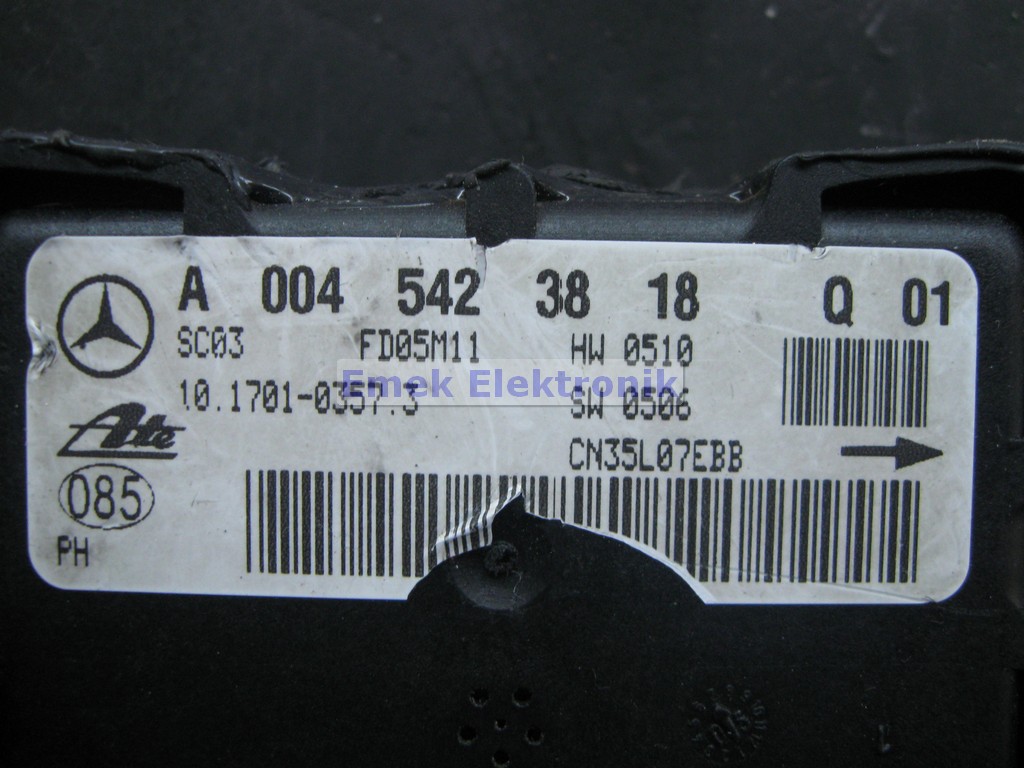 A 004 542 38 18 Q 01
SC03 FD05M11 HW 0510
10.1701-0357.3 SW 0506
Emek Elektronik
Ate
CN35L07EBB
085
PH